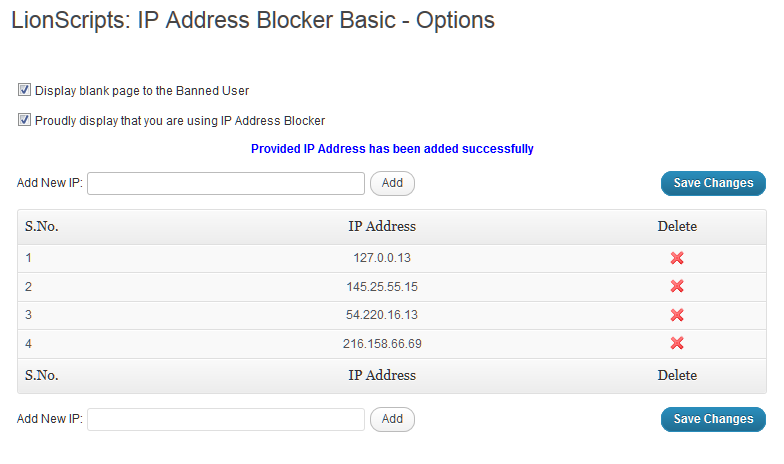 LionScripts: IP Address Blocker Basic - Options
Display blank page to the Banned User
Proudly display that you are using IP Address Blocker
Provided IP Address has been added successfully
Add New IP: Add Save Changes
S.No. IP Address Delete
1 127.0.0.13
2 145.25.55.15
3 54.220.16.13
4 216.158.66.69
S.No. IP Address Delete
Add New IP: Add Save Changes